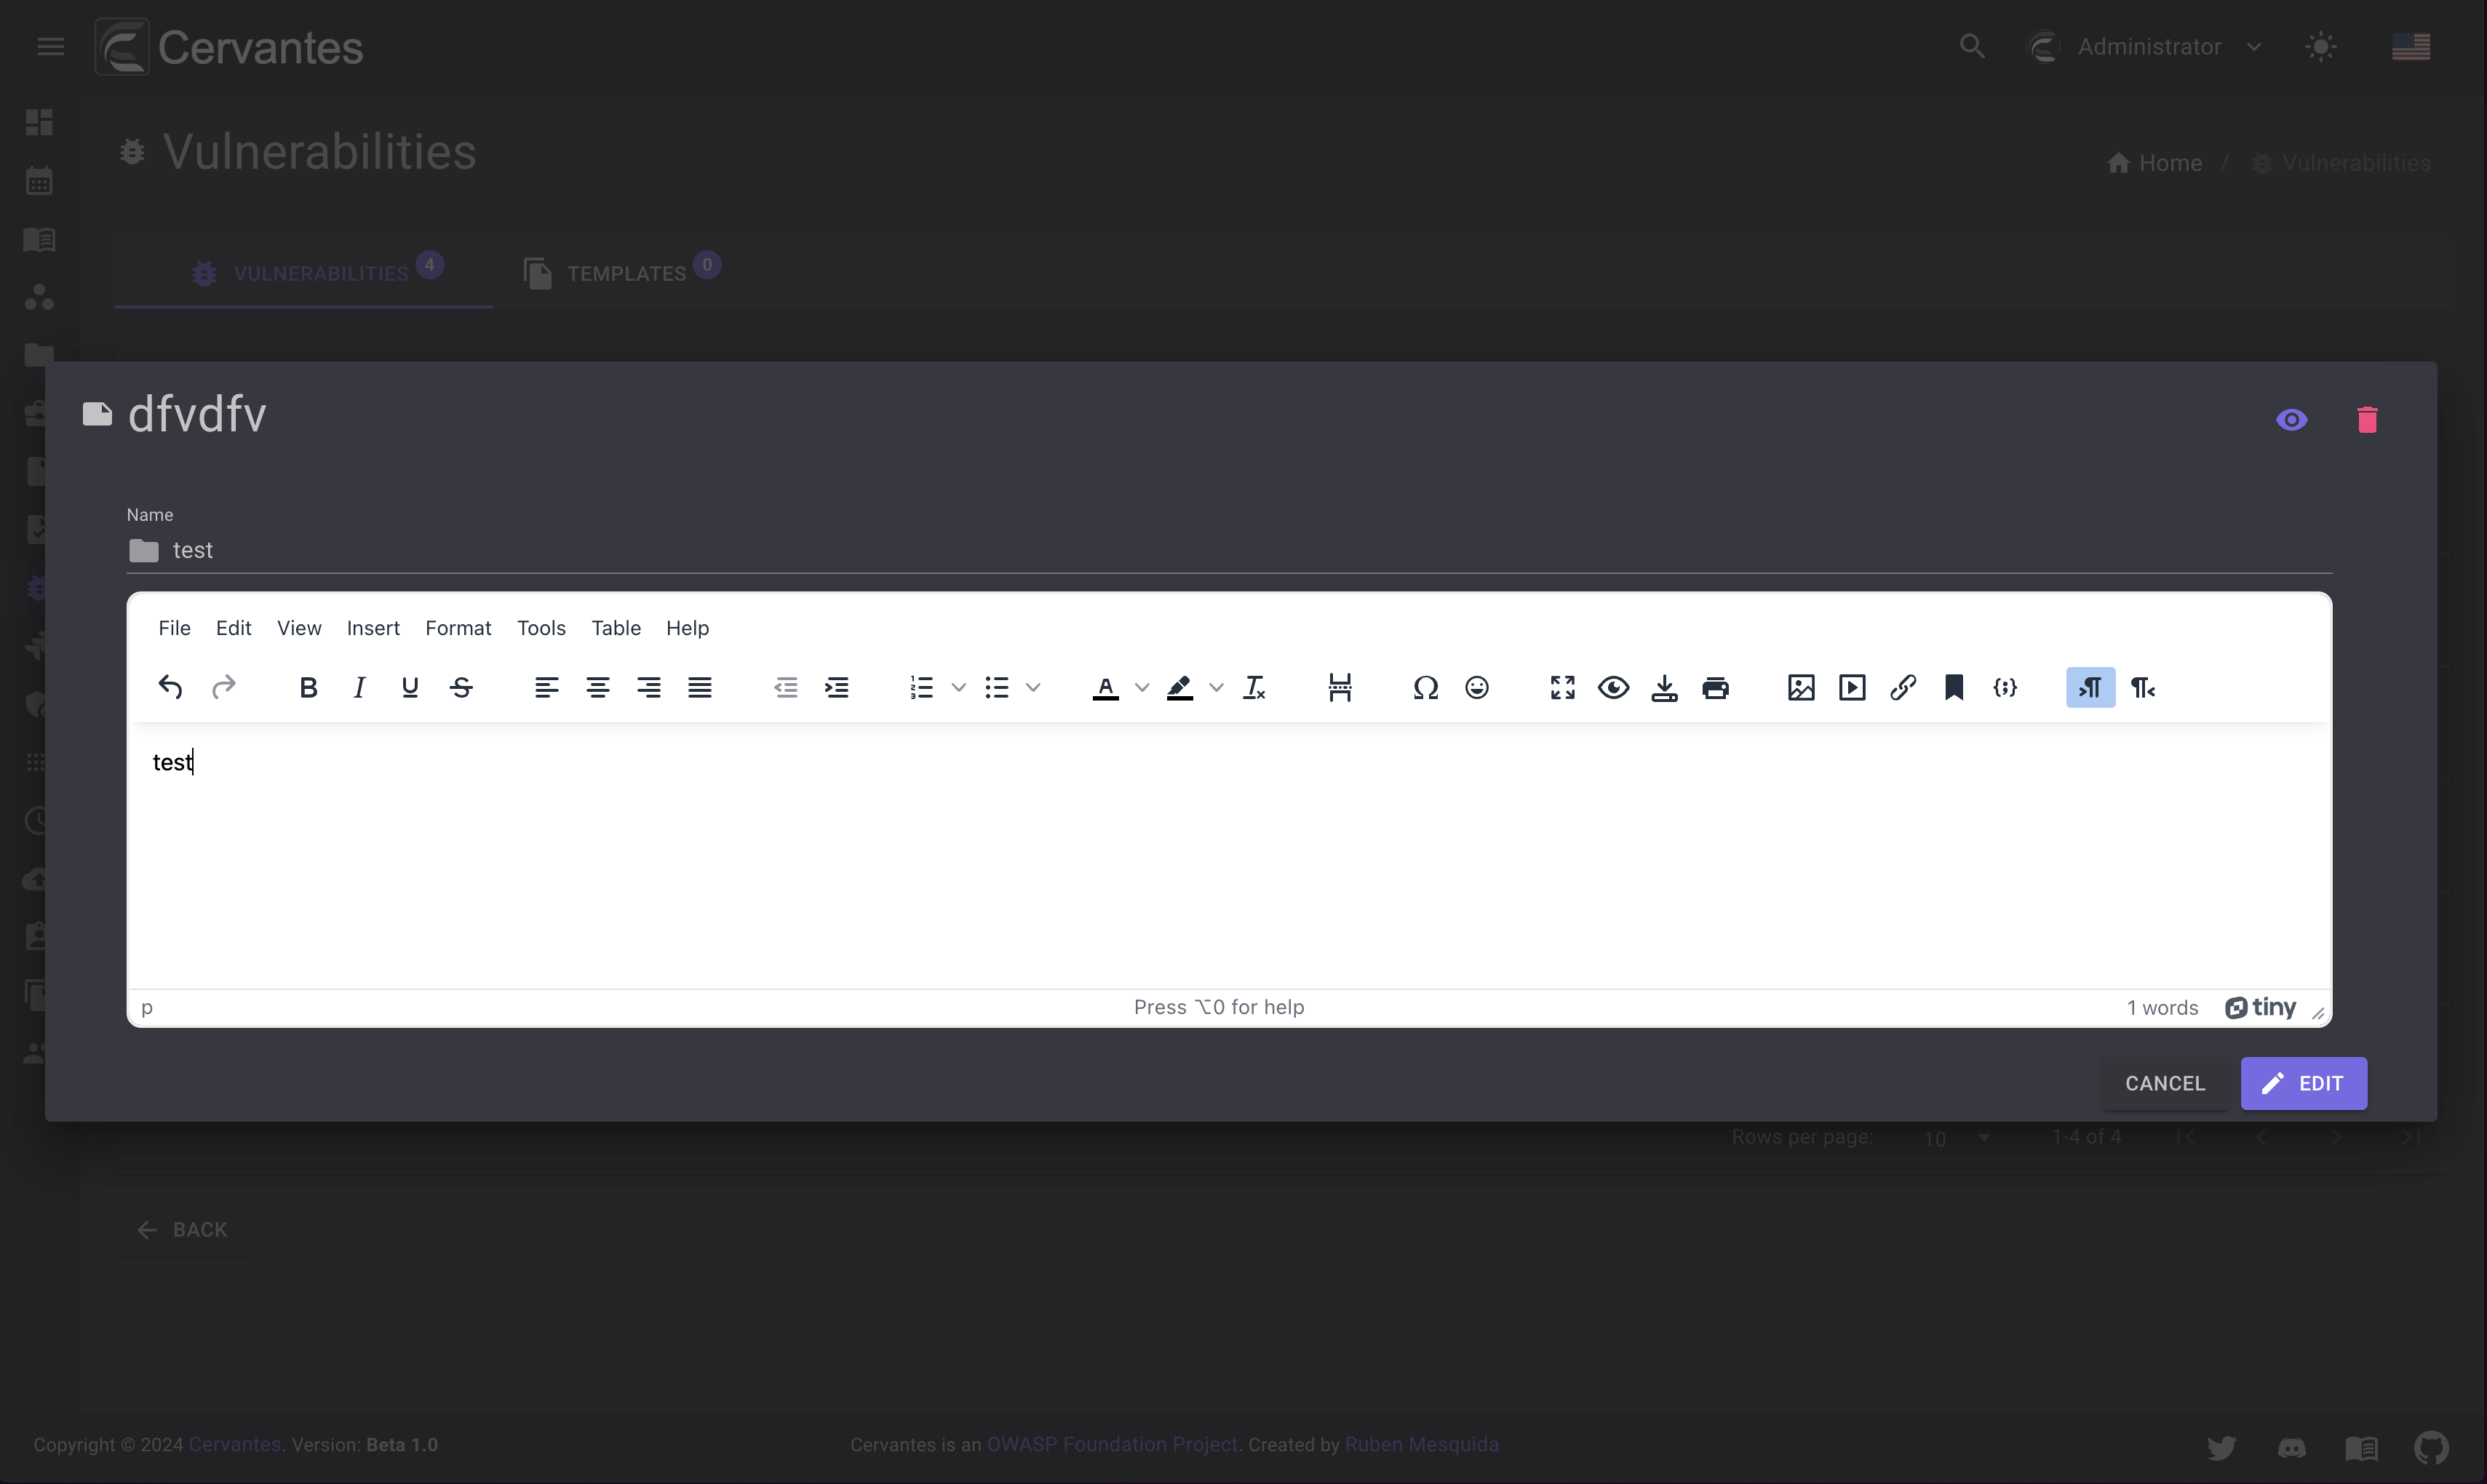 Cervantes
Administrator
Vulnerabilities
Home / Vulnerabilities
VULNERABILITIES 4
TEMPLATES 0
dfvdfv
Name
test
File Edit View Insert Format Tools Table Help
test
p
Press ⌥0 for help
1 words
tiny
CANCEL
EDIT
Rows per page: 10 1-4 of 4
BACK
Copyright © 2024 Cervantes. Version: Beta 1.0
Cervantes is an OWASP Foundation Project. Created by Ruben Mesquida